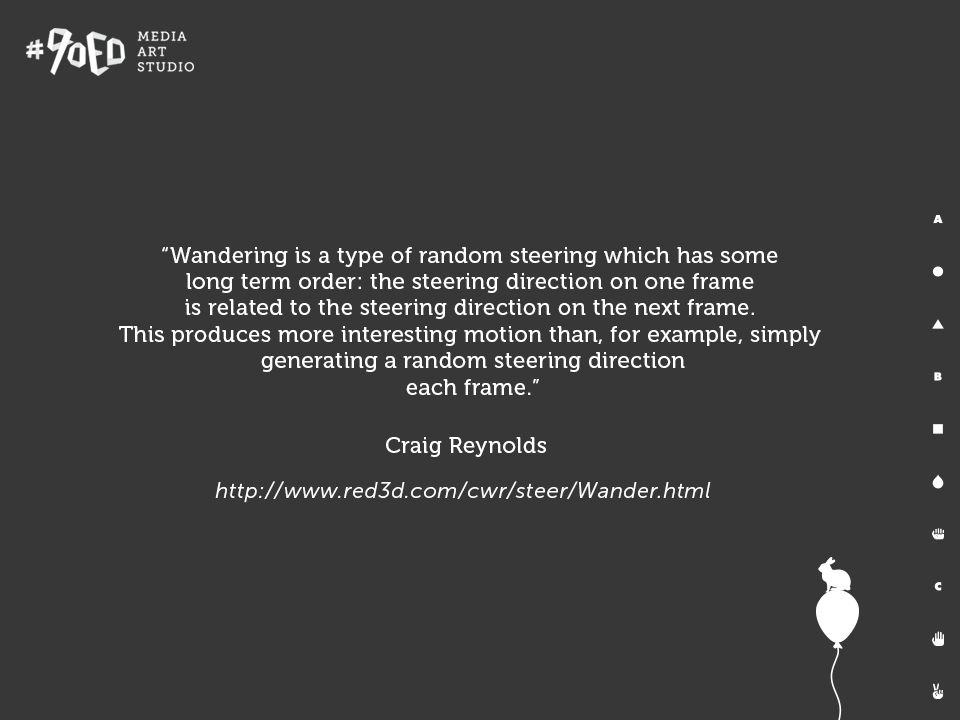 #90ED
MEDIA
ART
STUDIO
“Wandering is a type of random steering which has some
long term order: the steering direction on one frame
is related to the steering direction on the next frame.
This produces more interesting motion than, for example, simply
generating a random steering direction
each frame.”
Craig Reynolds
http://www.red3d.com/cwr/steer/Wander.html
A
B
C